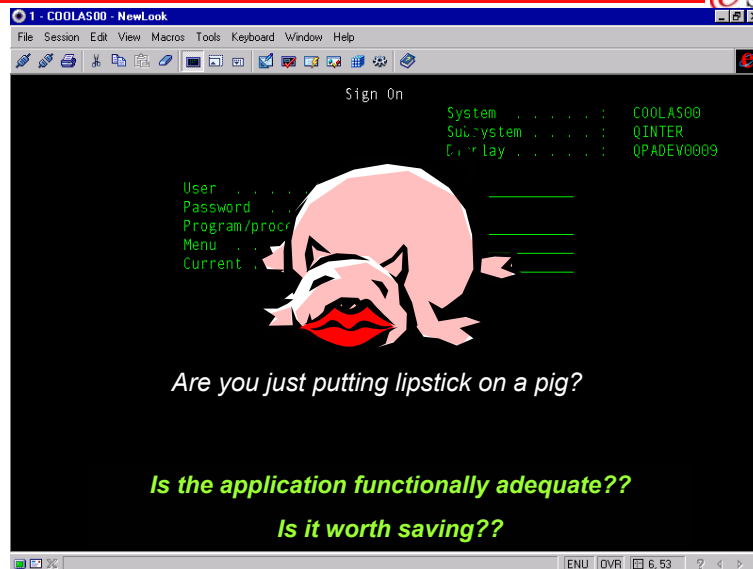 1 - COOLAS00 - NewLook
File Session Edit View Macros Tools Keyboard Window Help
Sign On
System . . . . . : COOLAS00
Subsystem . . . . : QINTER
Display . . . . . : QPADEV0009
User . . . . .
Password . .
Program/proce
Menu . .
Current .
Are you just putting lipstick on a pig?
Is the application functionally adequate??
Is it worth saving??
ENU OVR 6,53 ?